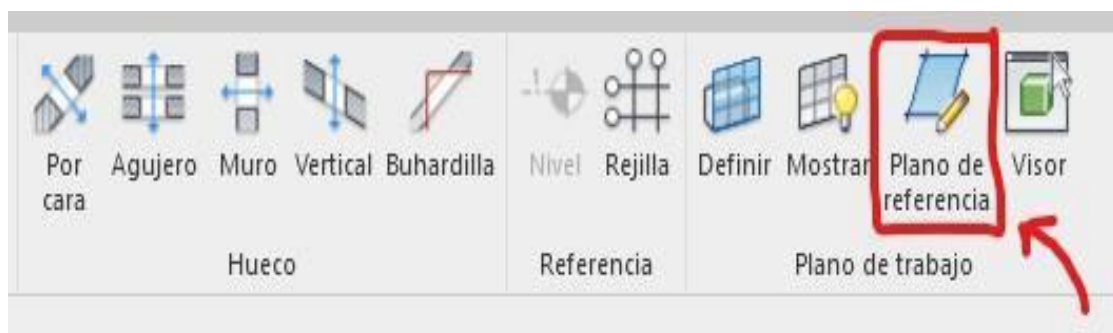 Por cara
Agujero
Muro
Vertical
Buhardilla
Nivel
Rejilla
Definir
Mostrar
Plano de referencia
Visor
Hueco
Referencia
Plano de trabajo